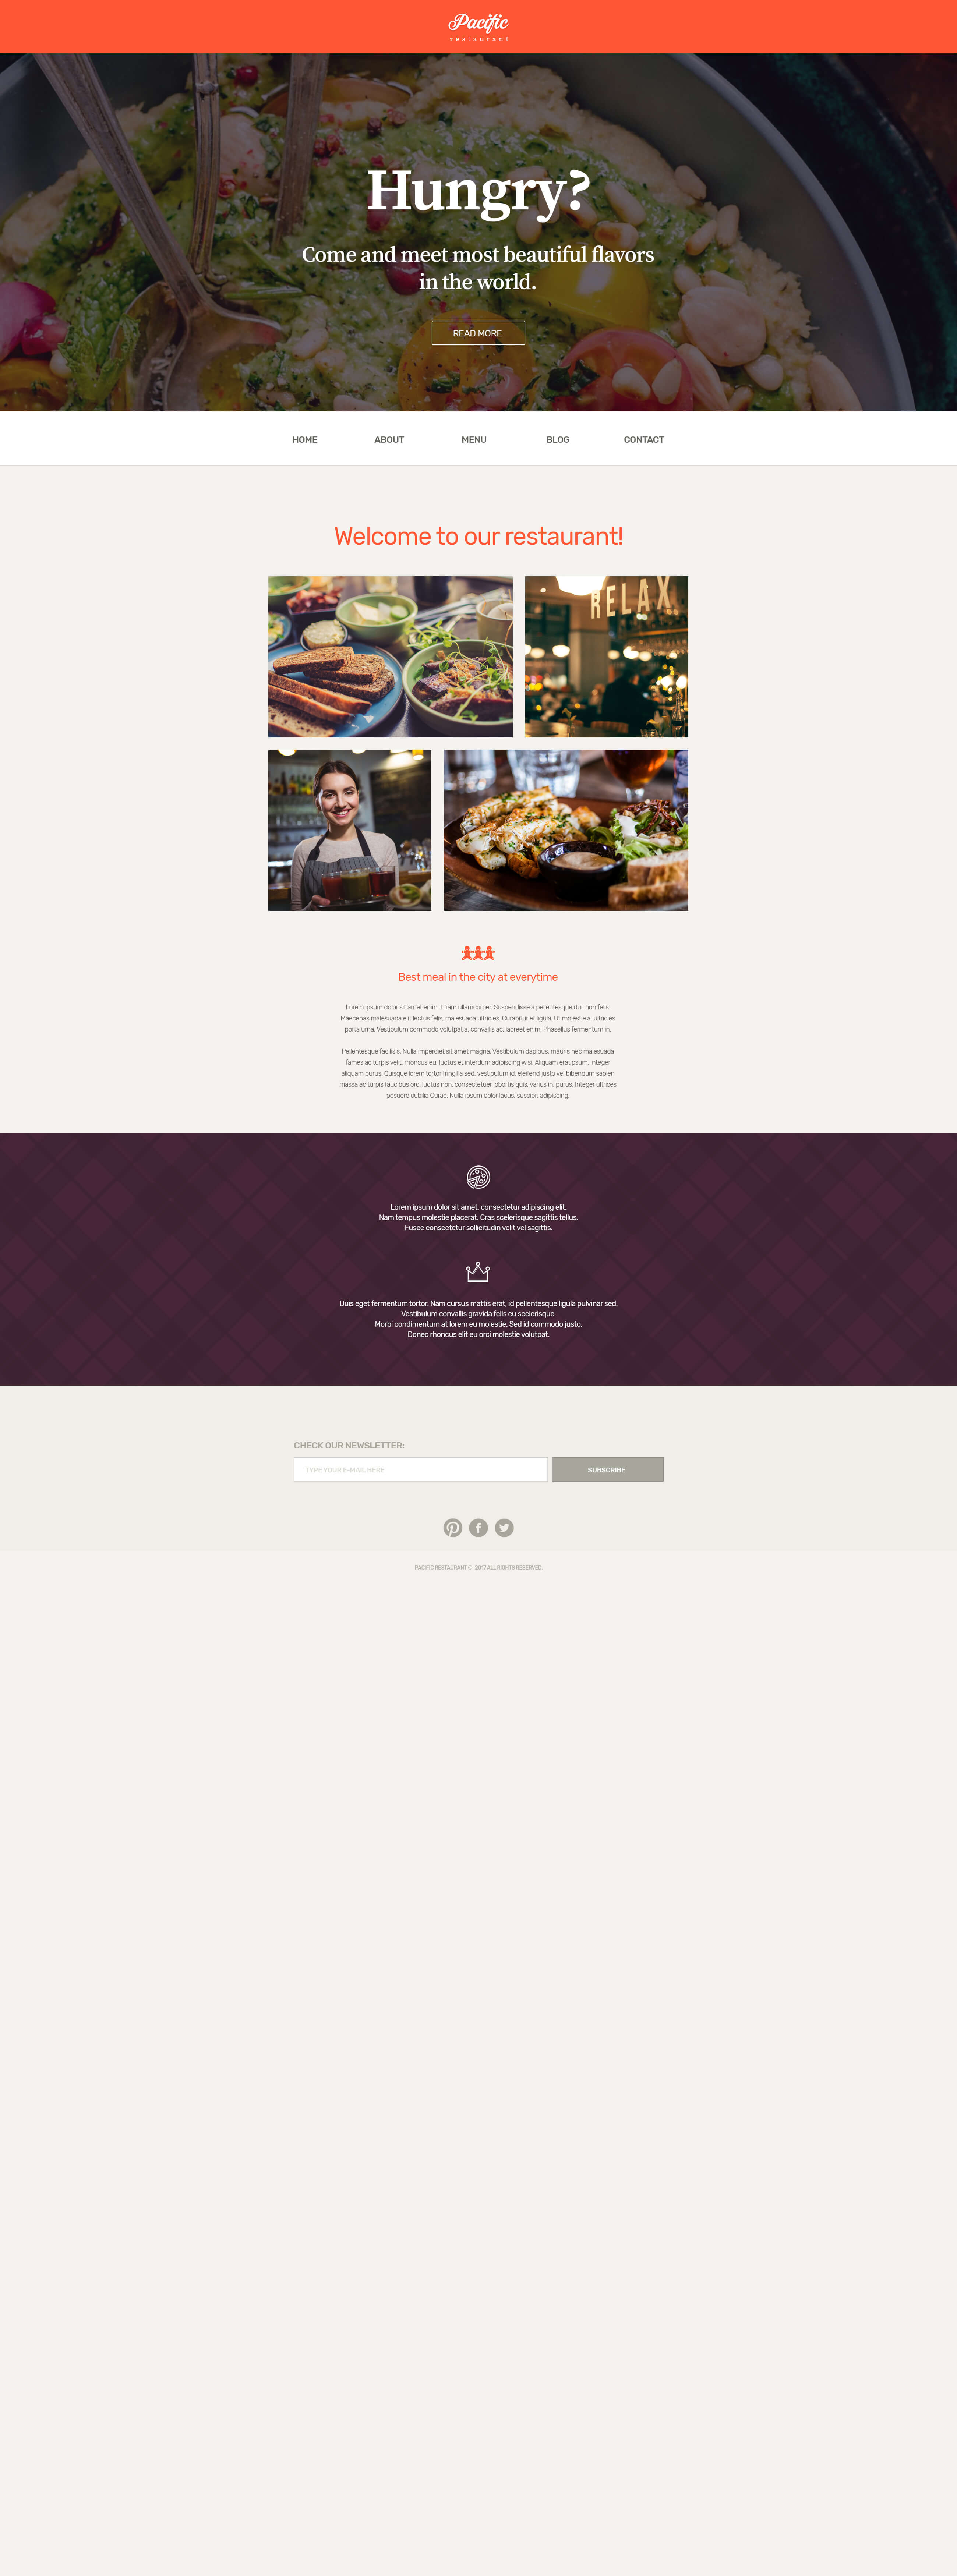 Pacific
restaurant
Hungry?
Come and meet most beautiful flavors
in the world.
READ MORE
HOME ABOUT MENU BLOG CONTACT
Welcome to our restaurant!
RELAX
Best meal in the city at everytime
Lorem ipsum dolor sit amet enim. Etiam ullamcorper. Suspendisse a pellentesque dui, non felis.
Maecenas malesuada elit lectus felis, malesuada ultricies. Curabitur et ligula. Ut molestie a, ultricies
porta urna. Vestibulum commodo volutpat a, convallis ac, laoreet enim. Phasellus fermentum in.
Pellentesque facilisis. Nulla imperdiet sit amet magna. Vestibulum dapibus, mauris nec malesuada
fames ac turpis velit, rhoncus eu, luctus et interdum adipiscing wisi. Aliquam eratipsum. Integer
aliquam purus. Quisque lorem tortor fringilla sed, vestibulum id, eleifend justo vel bibendum sapien
massa ac turpis faucibus orci luctus non, consectetuer lobortis quis, varius in, purus. Integer ultrices
posuere cubilia Curae, Nulla ipsum dolor lacus, suscipit adipiscing.
Lorem ipsum dolor sit amet, consectetur adipiscing elit.
Nam tempus molestie placerat. Cras scelerisque sagittis tellus.
Fusce consectetur sollicitudin velit vel sagittis.
Duis eget fermentum tortor. Nam cursus mattis erat, id pellentesque ligula pulvinar sed.
Vestibulum convallis gravida felis eu scelerisque.
Morbi condimentum at lorem eu molestie. Sed id commodo justo.
Donec rhoncus elit eu orci molestie volutpat.
CHECK OUR NEWSLETTER:
TYPE YOUR E-MAIL HERE
SUBSCRIBE
PACIFIC RESTAURANT © 2017 ALL RIGHTS RESERVED.